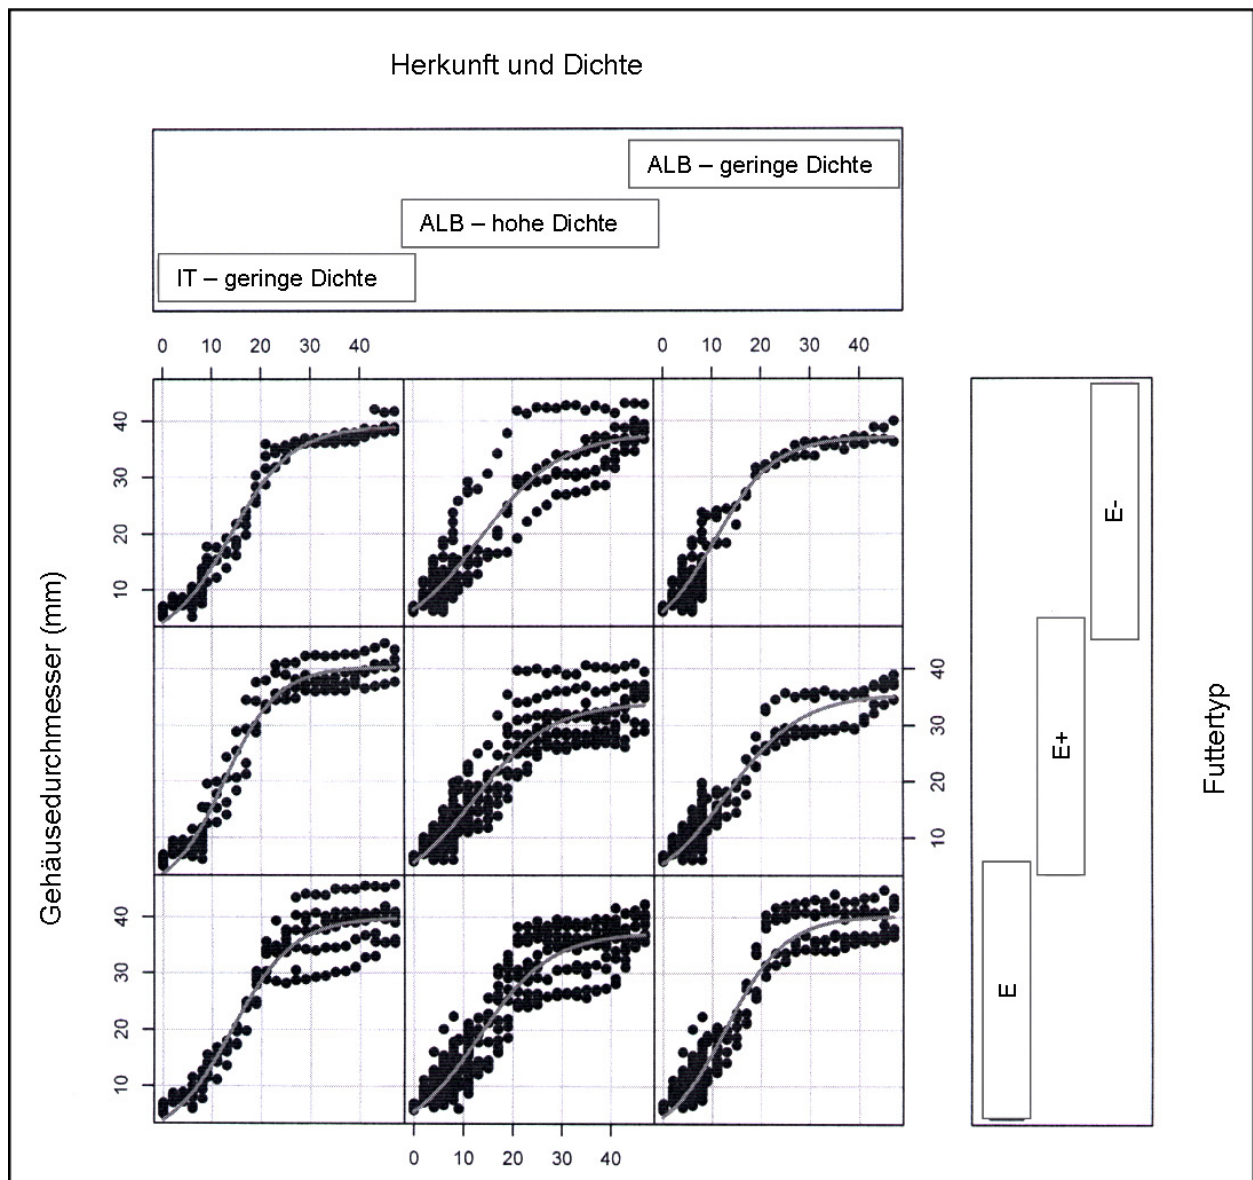 Herkunft und Dichte
ALB – geringe Dichte
ALB – hohe Dichte
IT – geringe Dichte
0 10 20 30 40
0 10 20 30 40
40
30
20
10
E-
Gehäusedurchmesser (mm)
40
30
20
10
E+
Futtertyp
40
30
20
10
E
0 10 20 30 40